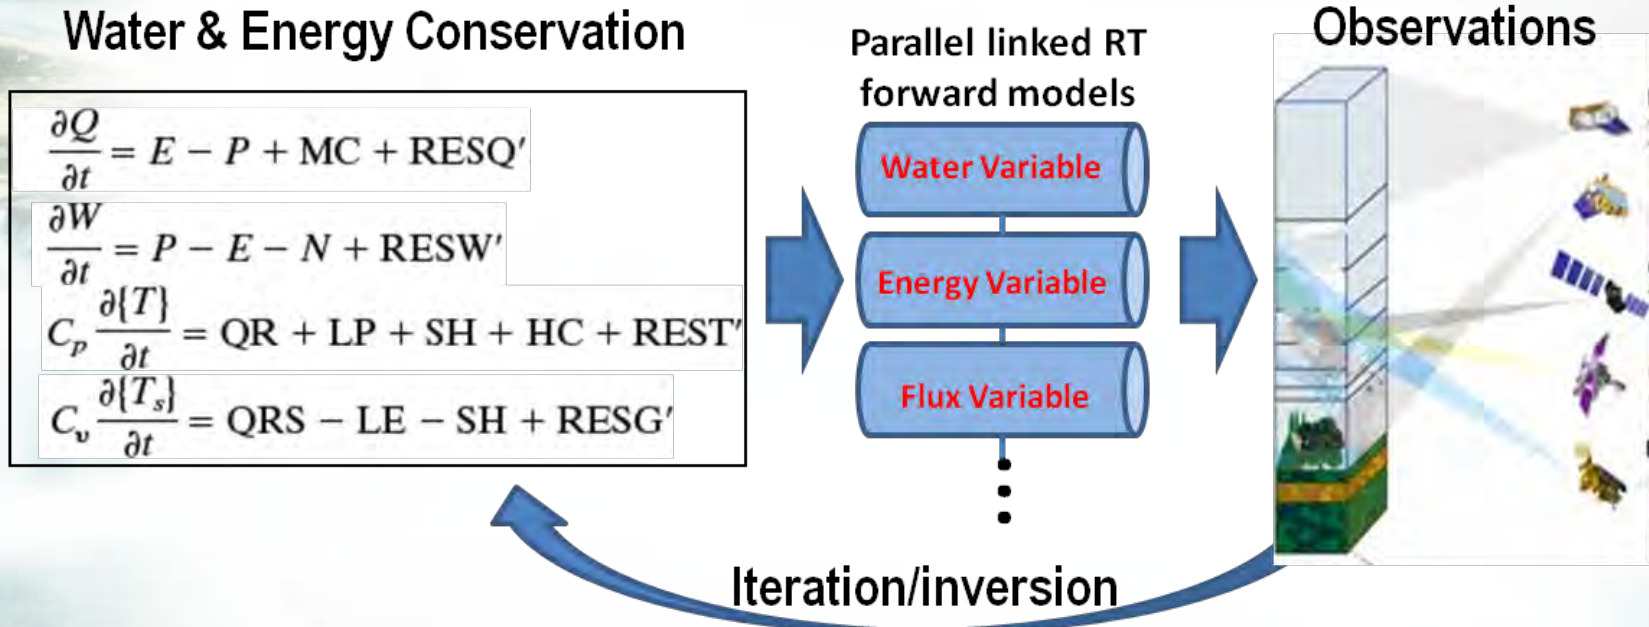 Water & Energy Conservation
∂Q/∂t = E − P + MC + RESQ′
∂W/∂t = P − E − N + RESW′
C_p ∂{T}/∂t = QR + LP + SH + HC + REST′
C_v ∂{T_s}/∂t = QRS − LE − SH + RESG′
Parallel linked RT
forward models
Water Variable
Energy Variable
Flux Variable
Observations
Iteration/inversion